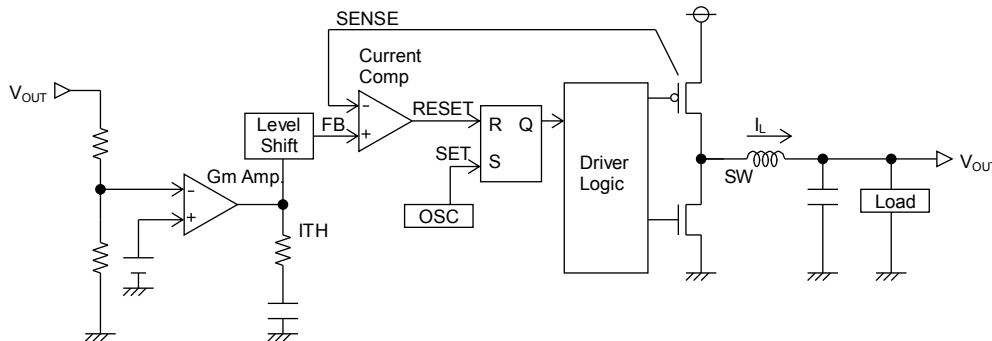 SENSE
Current
Comp
VOUT
-
+
FB
RESET
Level
Shift
R Q
S
SET
Driver
Logic
IL
SW
VOUT
Gm Amp.
-
+
OSC
Load
ITH